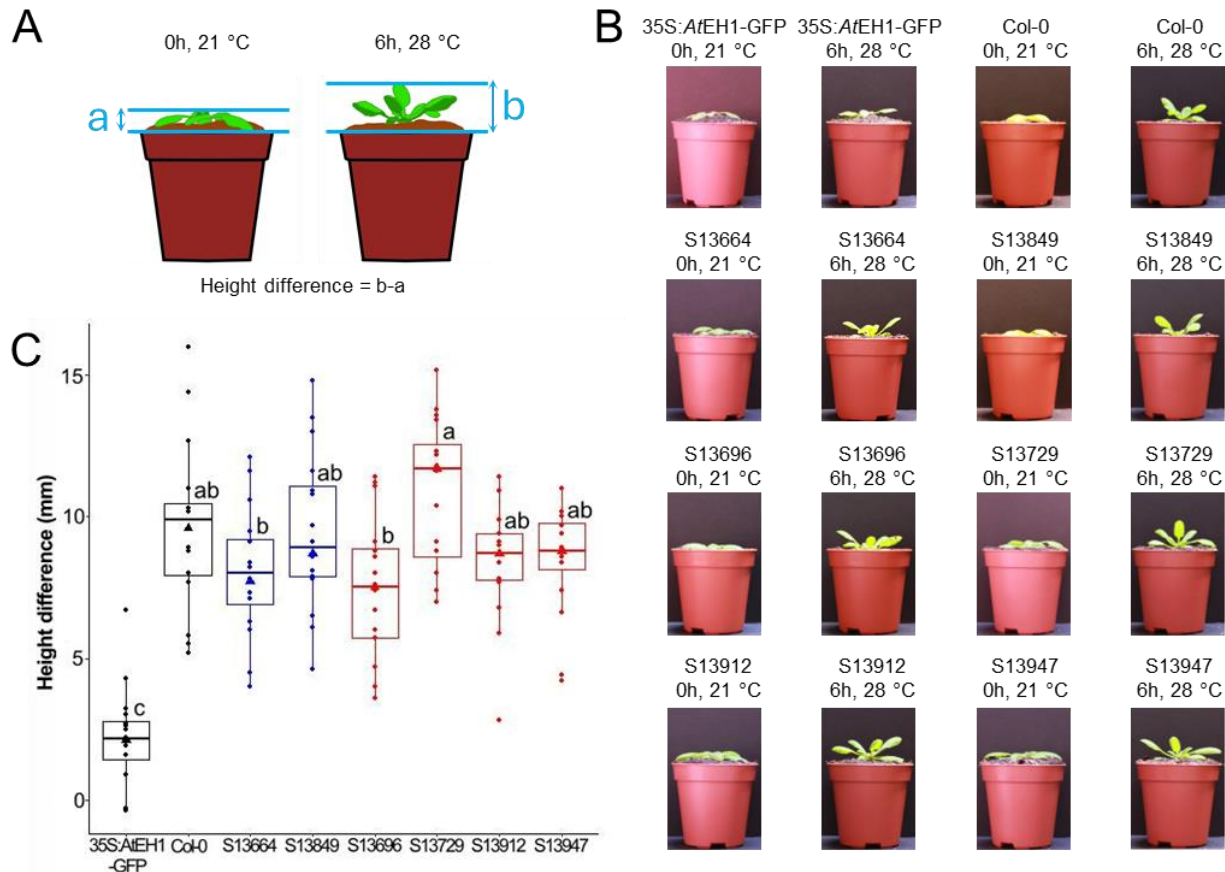 A
0h, 21 °C
6h, 28 °C
a
b
Height difference = b-a
B
35S:AtEH1-GFP
0h, 21 °C
35S:AtEH1-GFP
6h, 28 °C
Col-0
0h, 21 °C
Col-0
6h, 28 °C
S13664
0h, 21 °C
S13664
6h, 28 °C
S13849
0h, 21 °C
S13849
6h, 28 °C
S13696
0h, 21 °C
S13696
6h, 28 °C
S13729
0h, 21 °C
S13729
6h, 28 °C
S13912
0h, 21 °C
S13912
6h, 28 °C
S13947
0h, 21 °C
S13947
6h, 28 °C
C
Height difference (mm)
15
10
5
0
c
ab
b
ab
b
a
ab
ab
35S:AtEH1
-GFP
Col-0
S13664
S13849
S13696
S13729
S13912
S13947